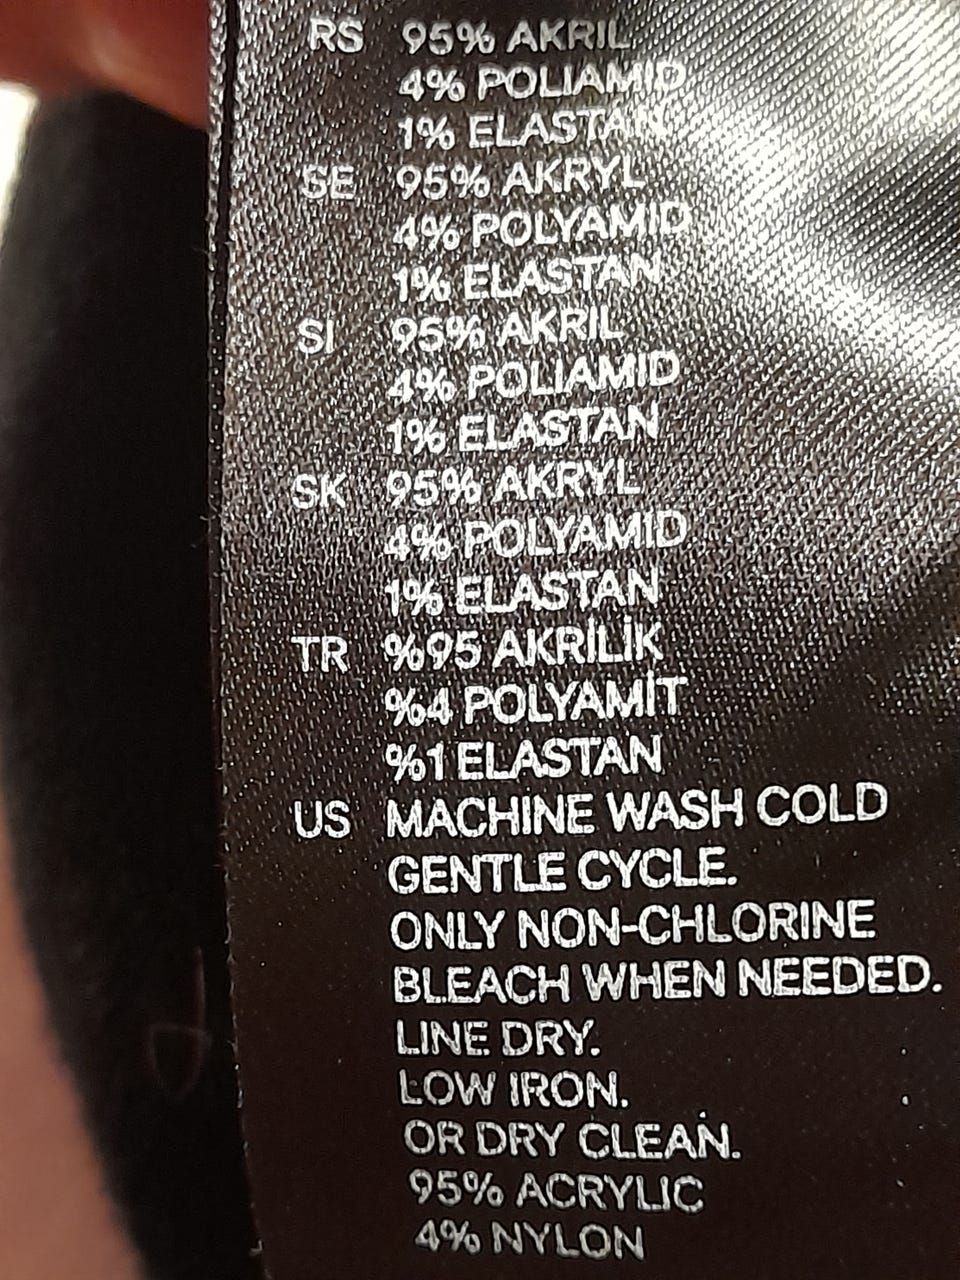 RS 95% AKRIL
4% POLIAMID
1% ELASTAN
SE 95% AKRYL
4% POLYAMID
1% ELASTAN
SI 95% AKRIL
4% POLIAMID
1% ELASTAN
SK 95% AKRYL
4% POLYAMID
1% ELASTAN
TR %95 AKRİLİK
%4 POLYAMİT
%1 ELASTAN
US MACHINE WASH COLD
GENTLE CYCLE.
ONLY NON-CHLORINE
BLEACH WHEN NEEDED.
LINE DRY.
LOW IRON.
OR DRY CLEAN.
95% ACRYLIC
4% NYLON